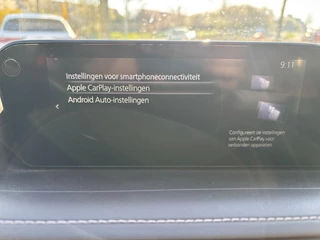 9:11
Instellingen voor smartphoneconnectiviteit
Apple CarPlay-instellingen
Android Auto-instellingen
Configureert de instellingen
van Apple CarPlay voor
verbonden apparaten.